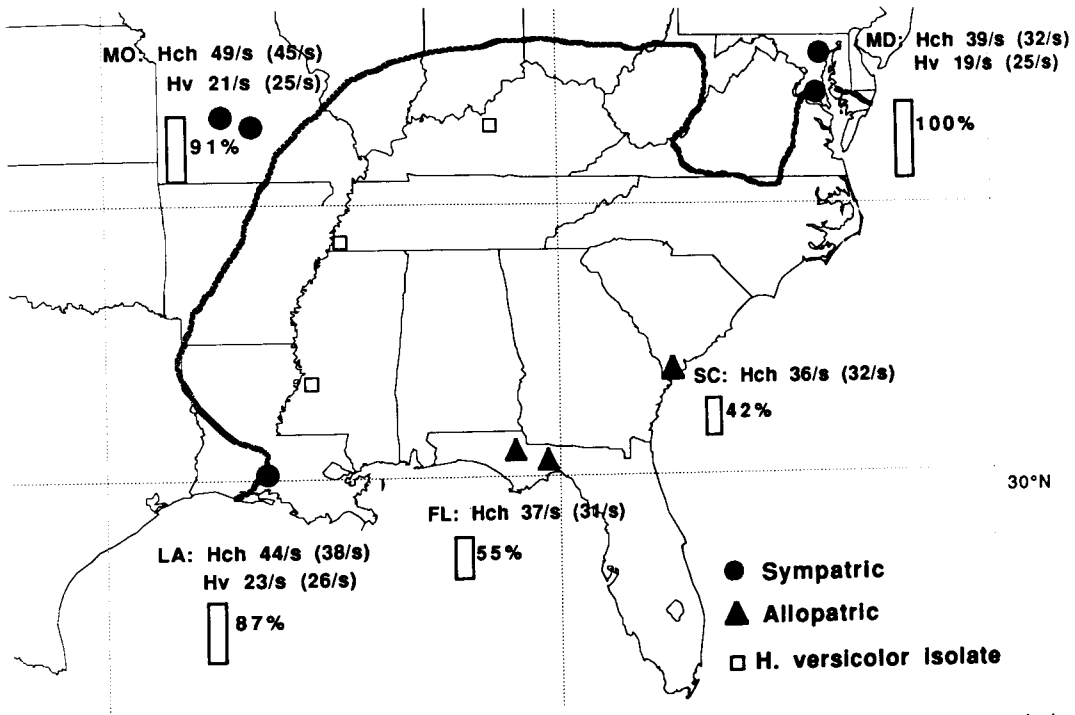 MO: Hch 49/s (45/s)
Hv 21/s (25/s)
91%
MD: Hch 39/s (32/s)
Hv 19/s (25/s)
100%
SC: Hch 36/s (32/s)
42%
30°N
FL: Hch 37/s (31/s)
55%
LA: Hch 44/s (38/s)
Hv 23/s (26/s)
87%
Sympatric
Allopatric
H. versicolor isolate